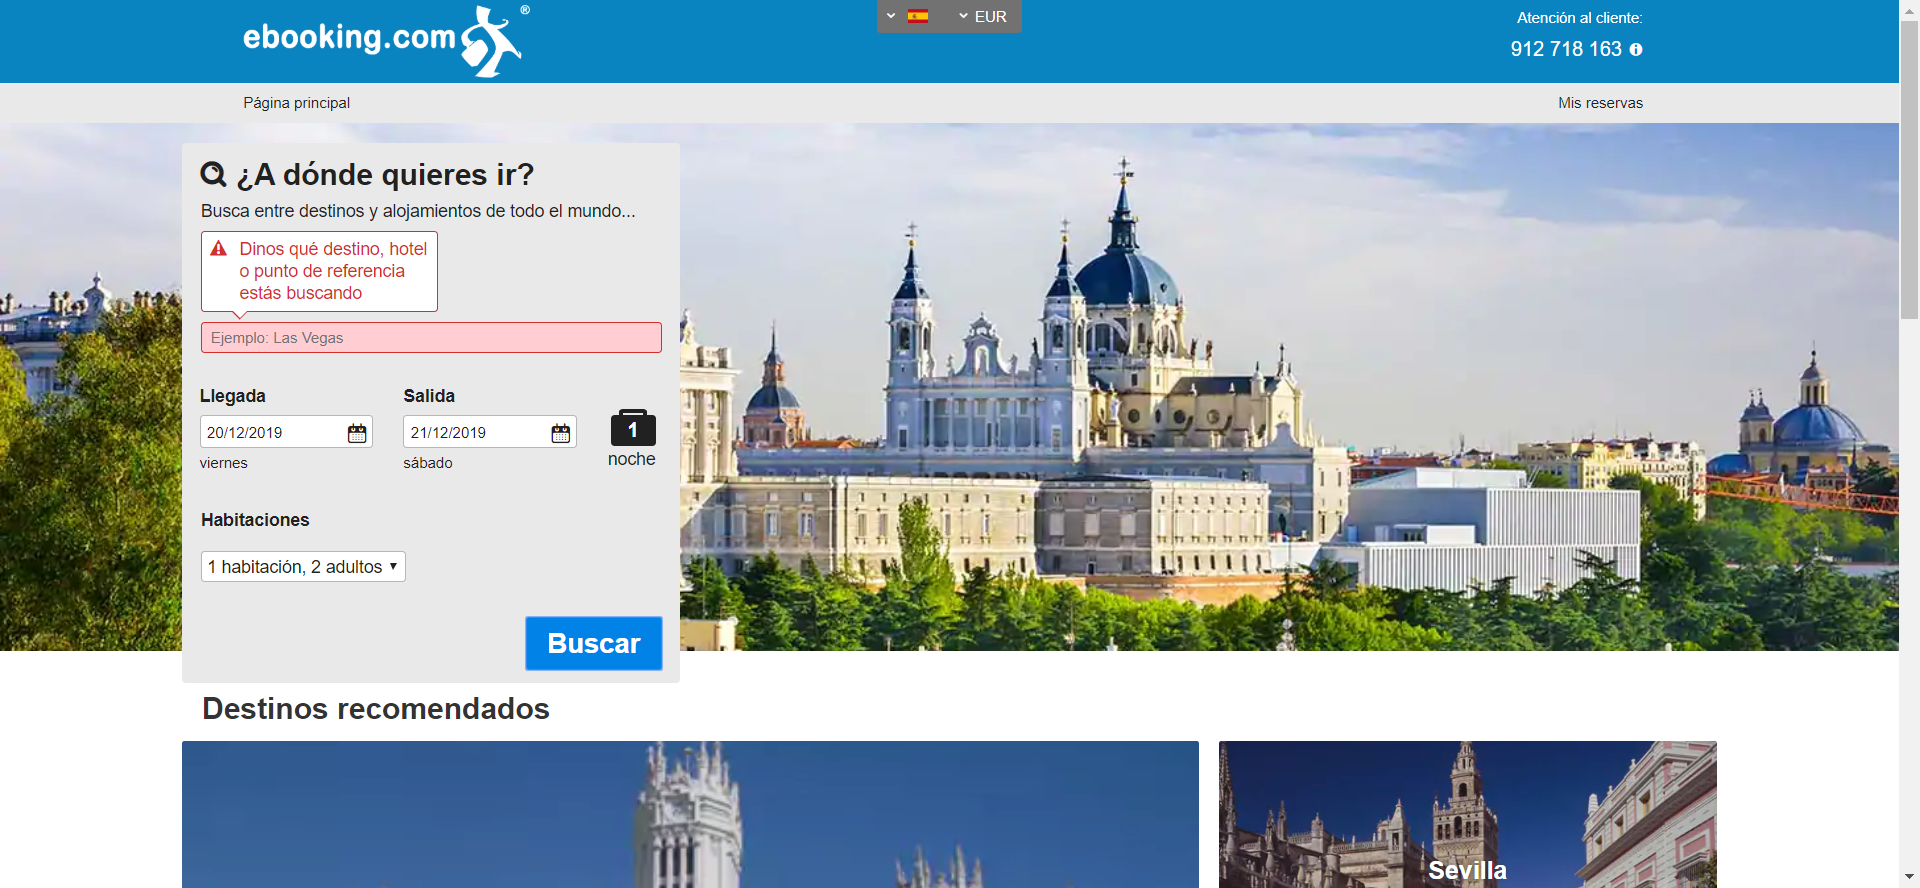 ebooking.com ®
EUR
Atención al cliente:
912 718 163
Página principal
Mis reservas
¿A dónde quieres ir?
Busca entre destinos y alojamientos de todo el mundo...
Dinos qué destino, hotel
o punto de referencia
estás buscando
Ejemplo: Las Vegas
Llegada
Salida
20/12/2019
21/12/2019
1
viernes
sábado
noche
Habitaciones
1 habitación, 2 adultos
Buscar
Destinos recomendados
Sevilla